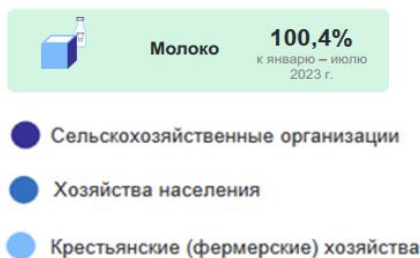 Молоко
100,4%
к январю – июлю
2023 г.
Сельскохозяйственные организации
Хозяйства населения
Крестьянские (фермерские) хозяйства